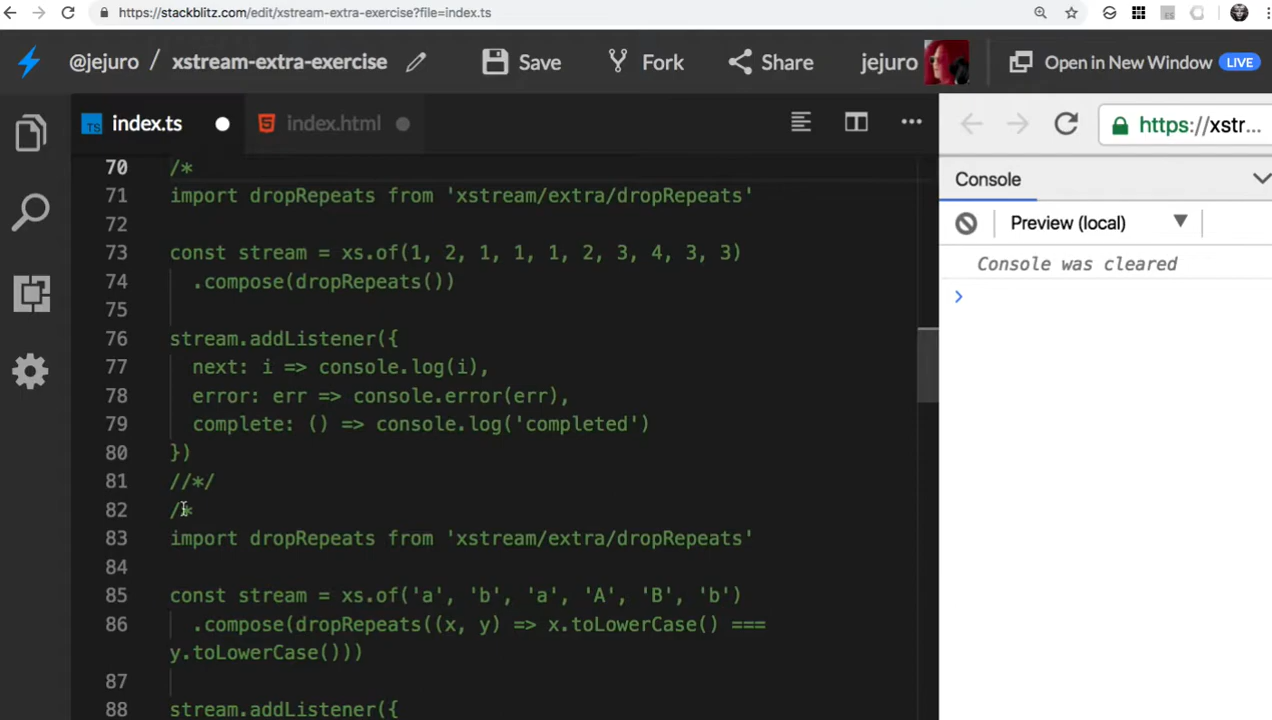 https://stackblitz.com/edit/xstream-extra-exercise?file=index.ts
@jejuro / xstream-extra-exercise
Save
Fork
Share
jejuro
Open in New Window
LIVE
TS
index.ts
index.html
https://xstr...
Console
Preview (local)
Console was cleared
70 /*
71 import dropRepeats from 'xstream/extra/dropRepeats'
72
73 const stream = xs.of(1, 2, 1, 1, 1, 2, 3, 4, 3, 3)
74 .compose(dropRepeats())
75
76 stream.addListener({
77 next: i => console.log(i),
78 error: err => console.error(err),
79 complete: () => console.log('completed')
80 })
81 //*/
82 /*
83 import dropRepeats from 'xstream/extra/dropRepeats'
84
85 const stream = xs.of('a', 'b', 'a', 'A', 'B', 'b')
86 .compose(dropRepeats((x, y) => x.toLowerCase() ===
y.toLowerCase()))
87
88 stream.addListener({